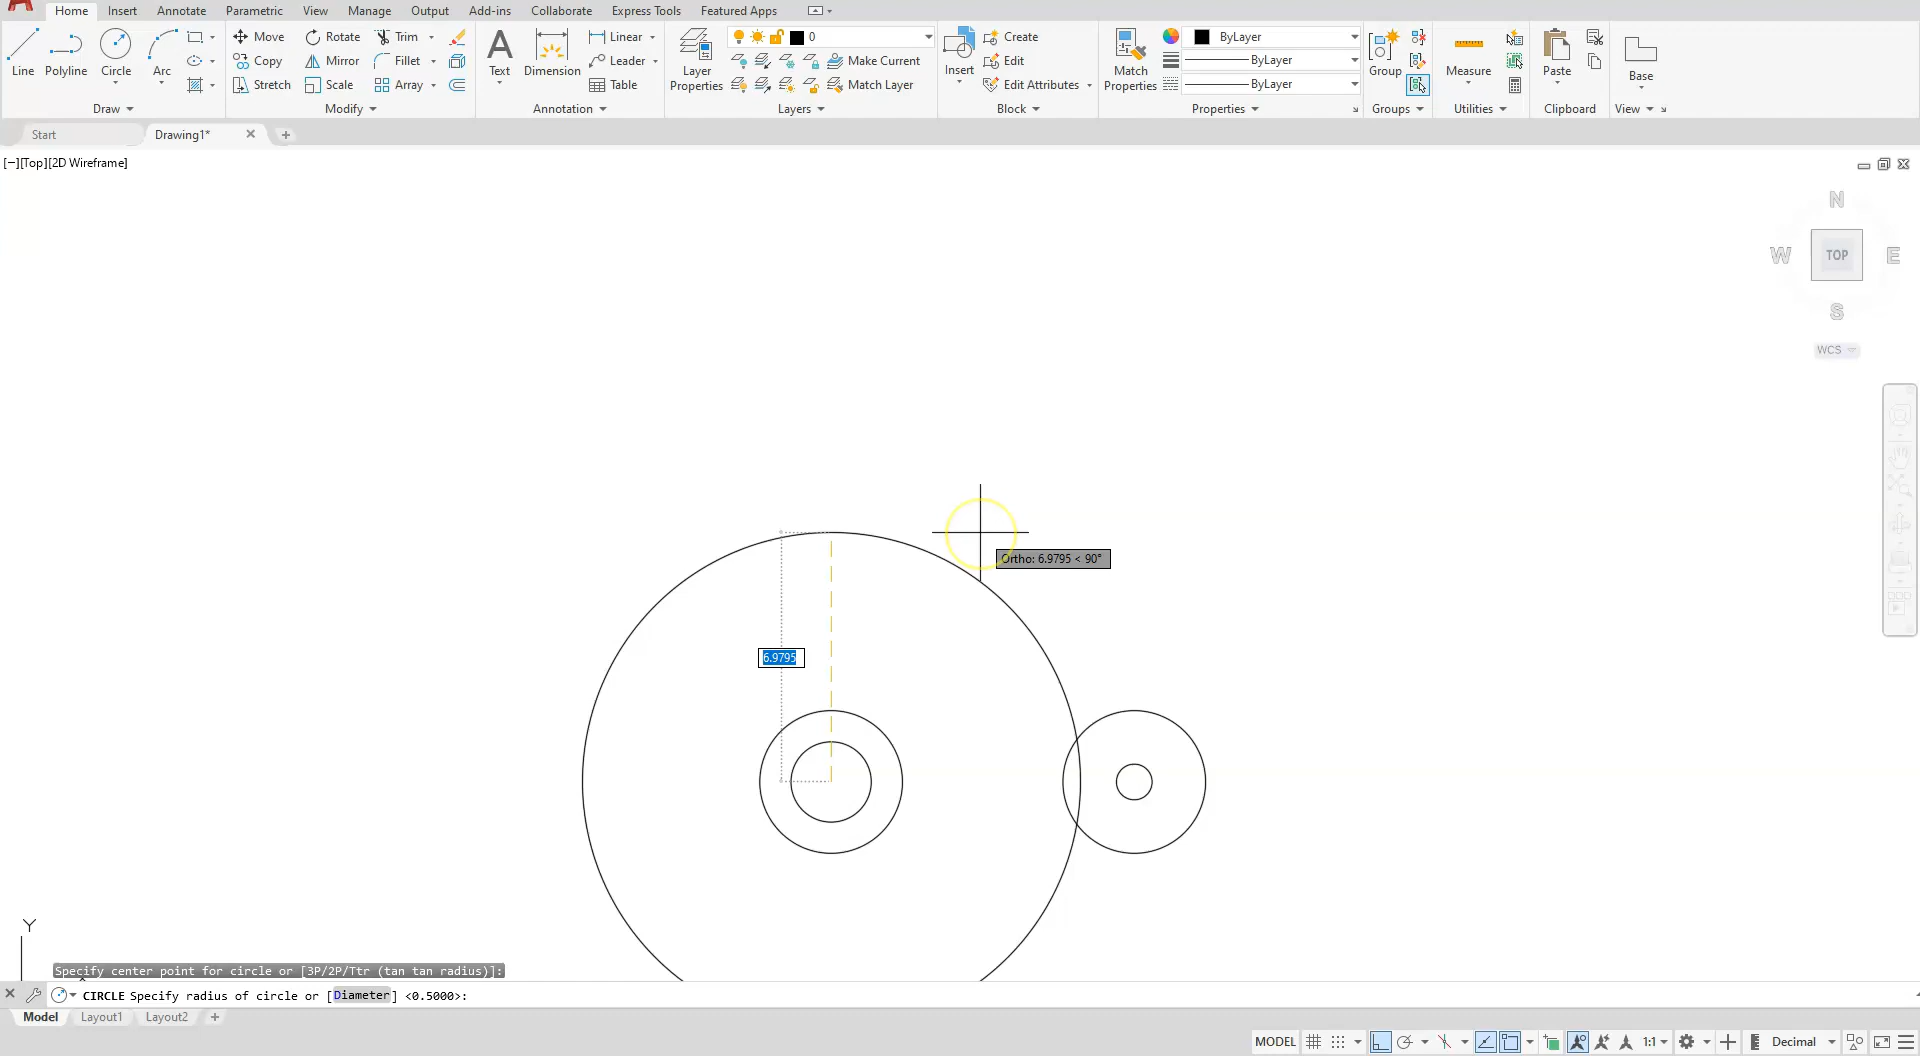 Home Insert Annotate Parametric View Manage Output Add-ins Collaborate Express Tools Featured Apps
Line Polyline Circle Arc
Move Rotate Trim
Copy Mirror Fillet
Stretch Scale Array
Text Dimension
Linear
Leader
Table
Layer Properties
0
Make Current
Match Layer
Insert
Create
Edit
Edit Attributes
Match Properties
ByLayer
ByLayer
ByLayer
Group
Measure
Paste
Base
Draw Modify Annotation Layers Block Properties Groups Utilities Clipboard View
Start Drawing1*
[−][Top][2D Wireframe]
N
W TOP E
S
WCS
Ortho: 6.9795 < 90°
6.9795
Y
Specify center point for circle or [3P/2P/Ttr (tan tan radius)]:
CIRCLE Specify radius of circle or [Diameter] <0.5000>:
Model Layout1 Layout2 +
MODEL 1:1 Decimal